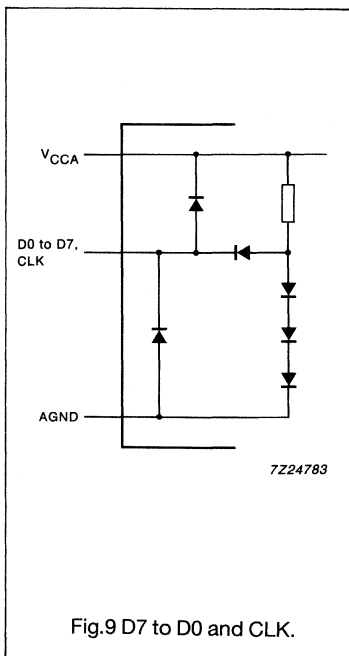 V_CCA
D0 to D7,
CLK
AGND
7Z24783
Fig.9 D7 to D0 and CLK.